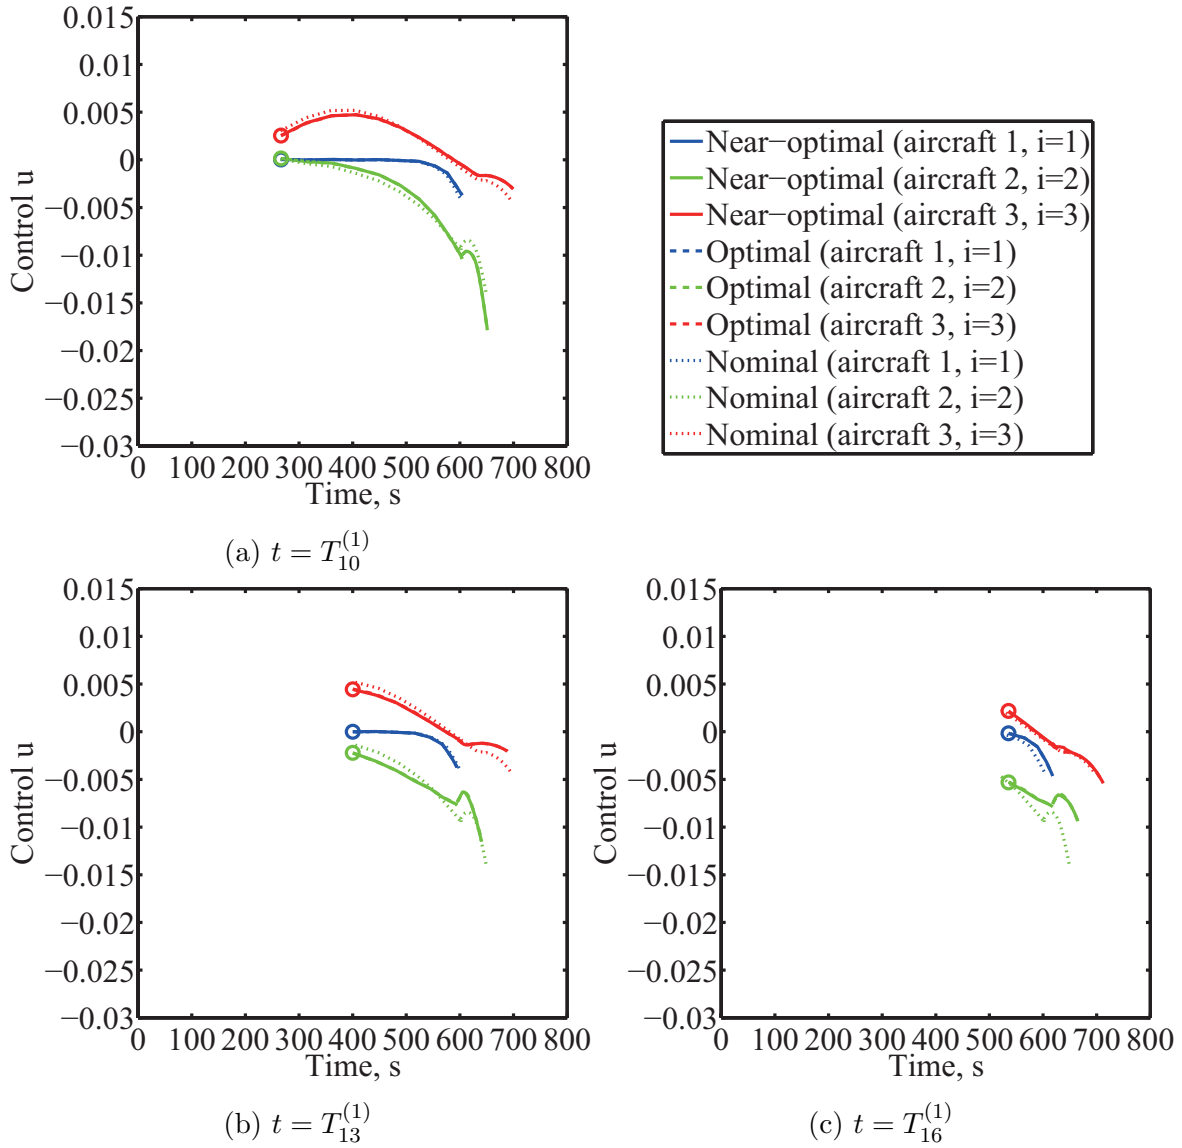 0.015
0.01
0.005
0
−0.005
−0.01
−0.015
−0.02
−0.025
−0.03
Control u
0 100 200 300 400 500 600 700 800
Time, s
Near−optimal (aircraft 1, i=1)
Near−optimal (aircraft 2, i=2)
Near−optimal (aircraft 3, i=3)
Optimal (aircraft 1, i=1)
Optimal (aircraft 2, i=2)
Optimal (aircraft 3, i=3)
Nominal (aircraft 1, i=1)
Nominal (aircraft 2, i=2)
Nominal (aircraft 3, i=3)
(a) $t = T_{10}^{(1)}$
0.015
0.01
0.005
0
−0.005
−0.01
−0.015
−0.02
−0.025
−0.03
Control u
0 100 200 300 400 500 600 700 800
Time, s
(b) $t = T_{13}^{(1)}$
0.015
0.01
0.005
0
−0.005
−0.01
−0.015
−0.02
−0.025
−0.03
Control u
0 100 200 300 400 500 600 700 800
Time, s
(c) $t = T_{16}^{(1)}$